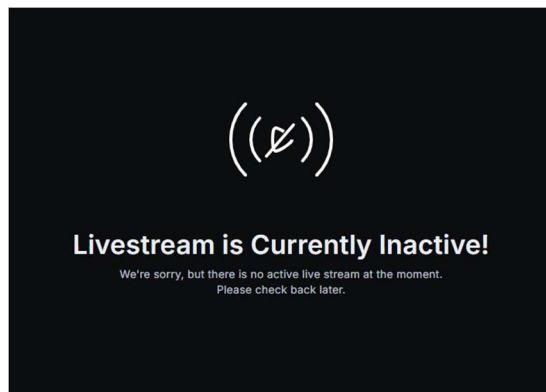 Livestream is Currently Inactive!
We're sorry, but there is no active live stream at the moment.
Please check back later.